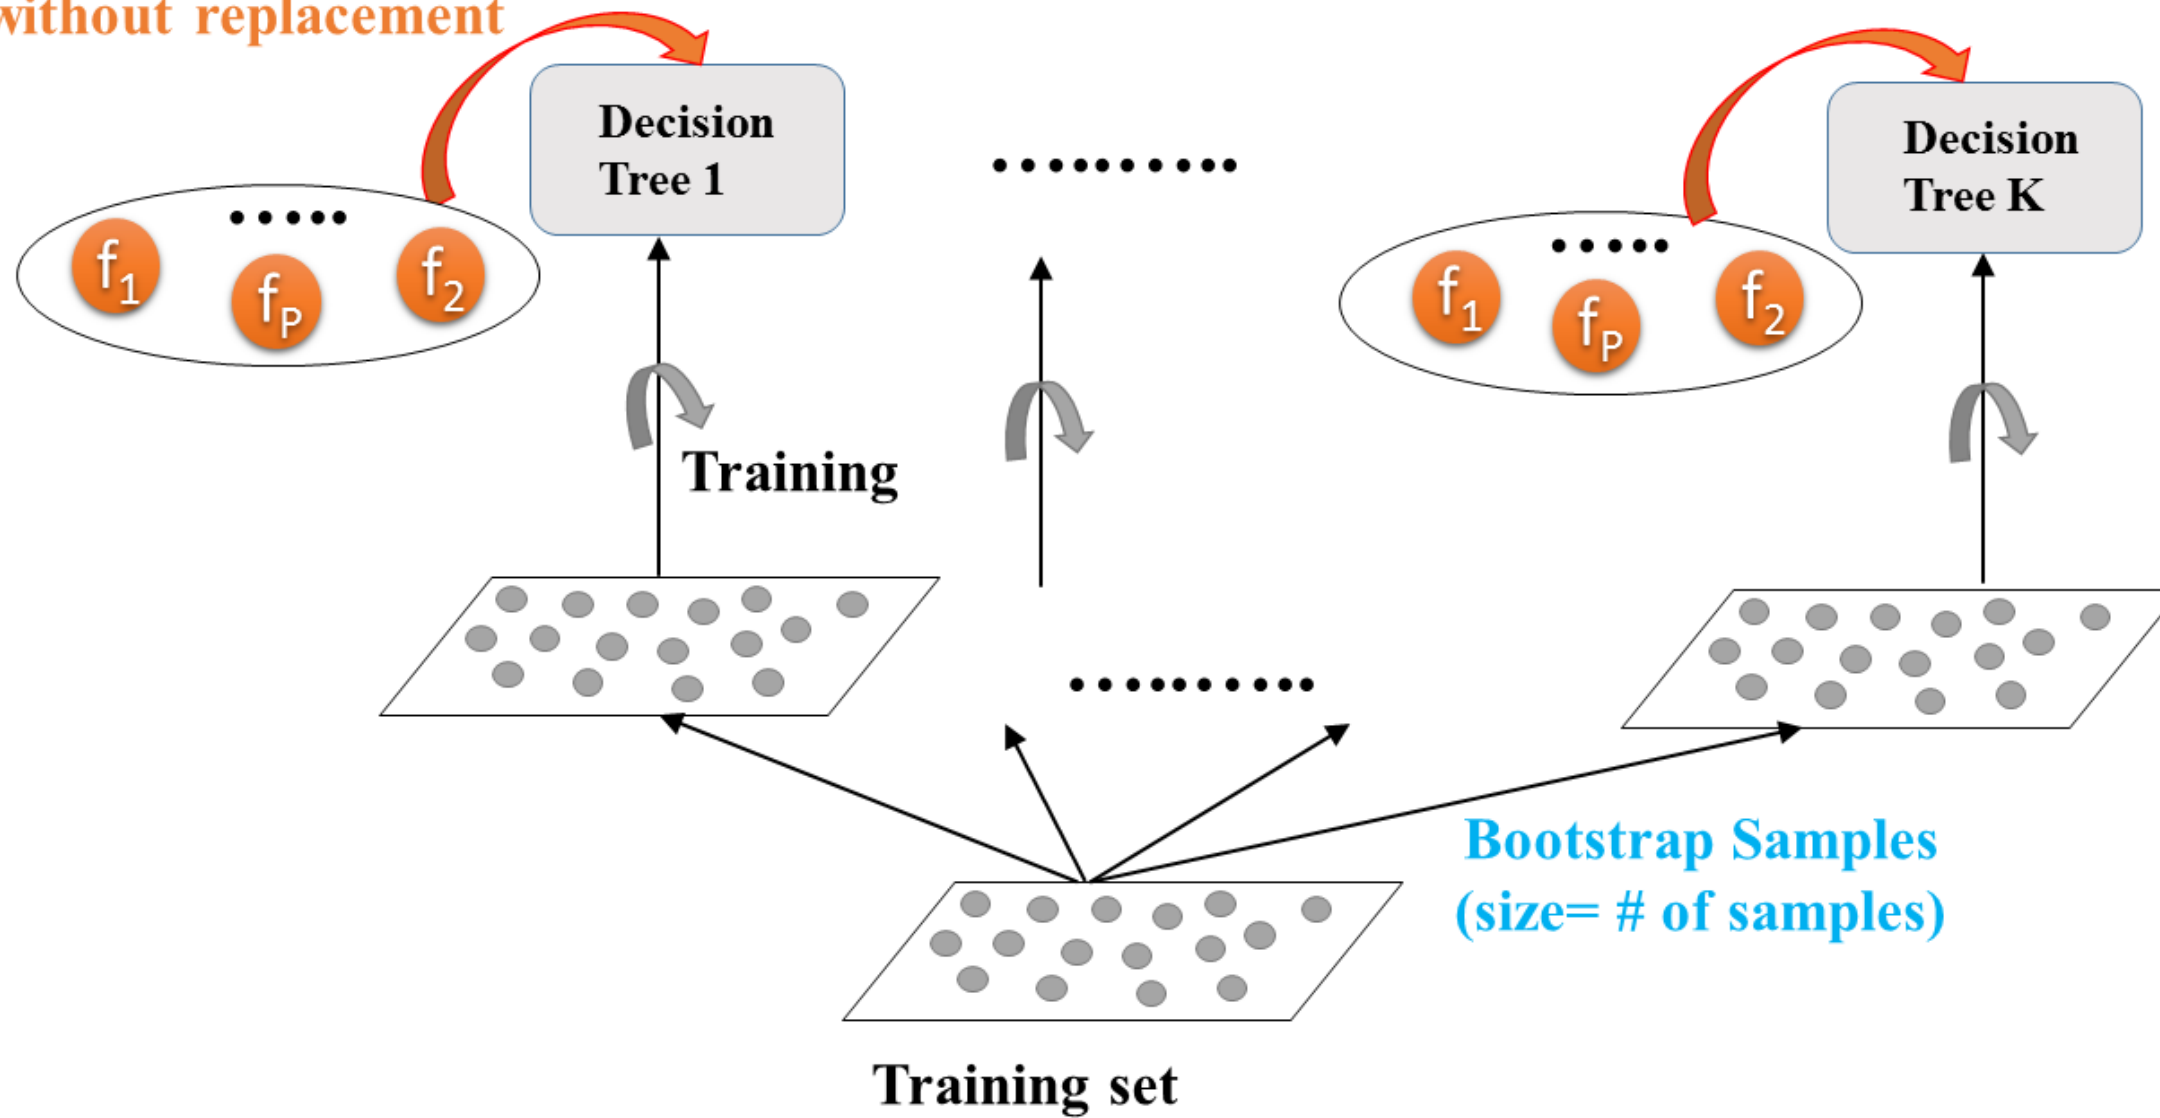 without replacement
Decision
Tree 1
Decision
Tree K
f1
fP
f2
f1
fP
f2
Training
Bootstrap Samples
(size= # of samples)
Training set